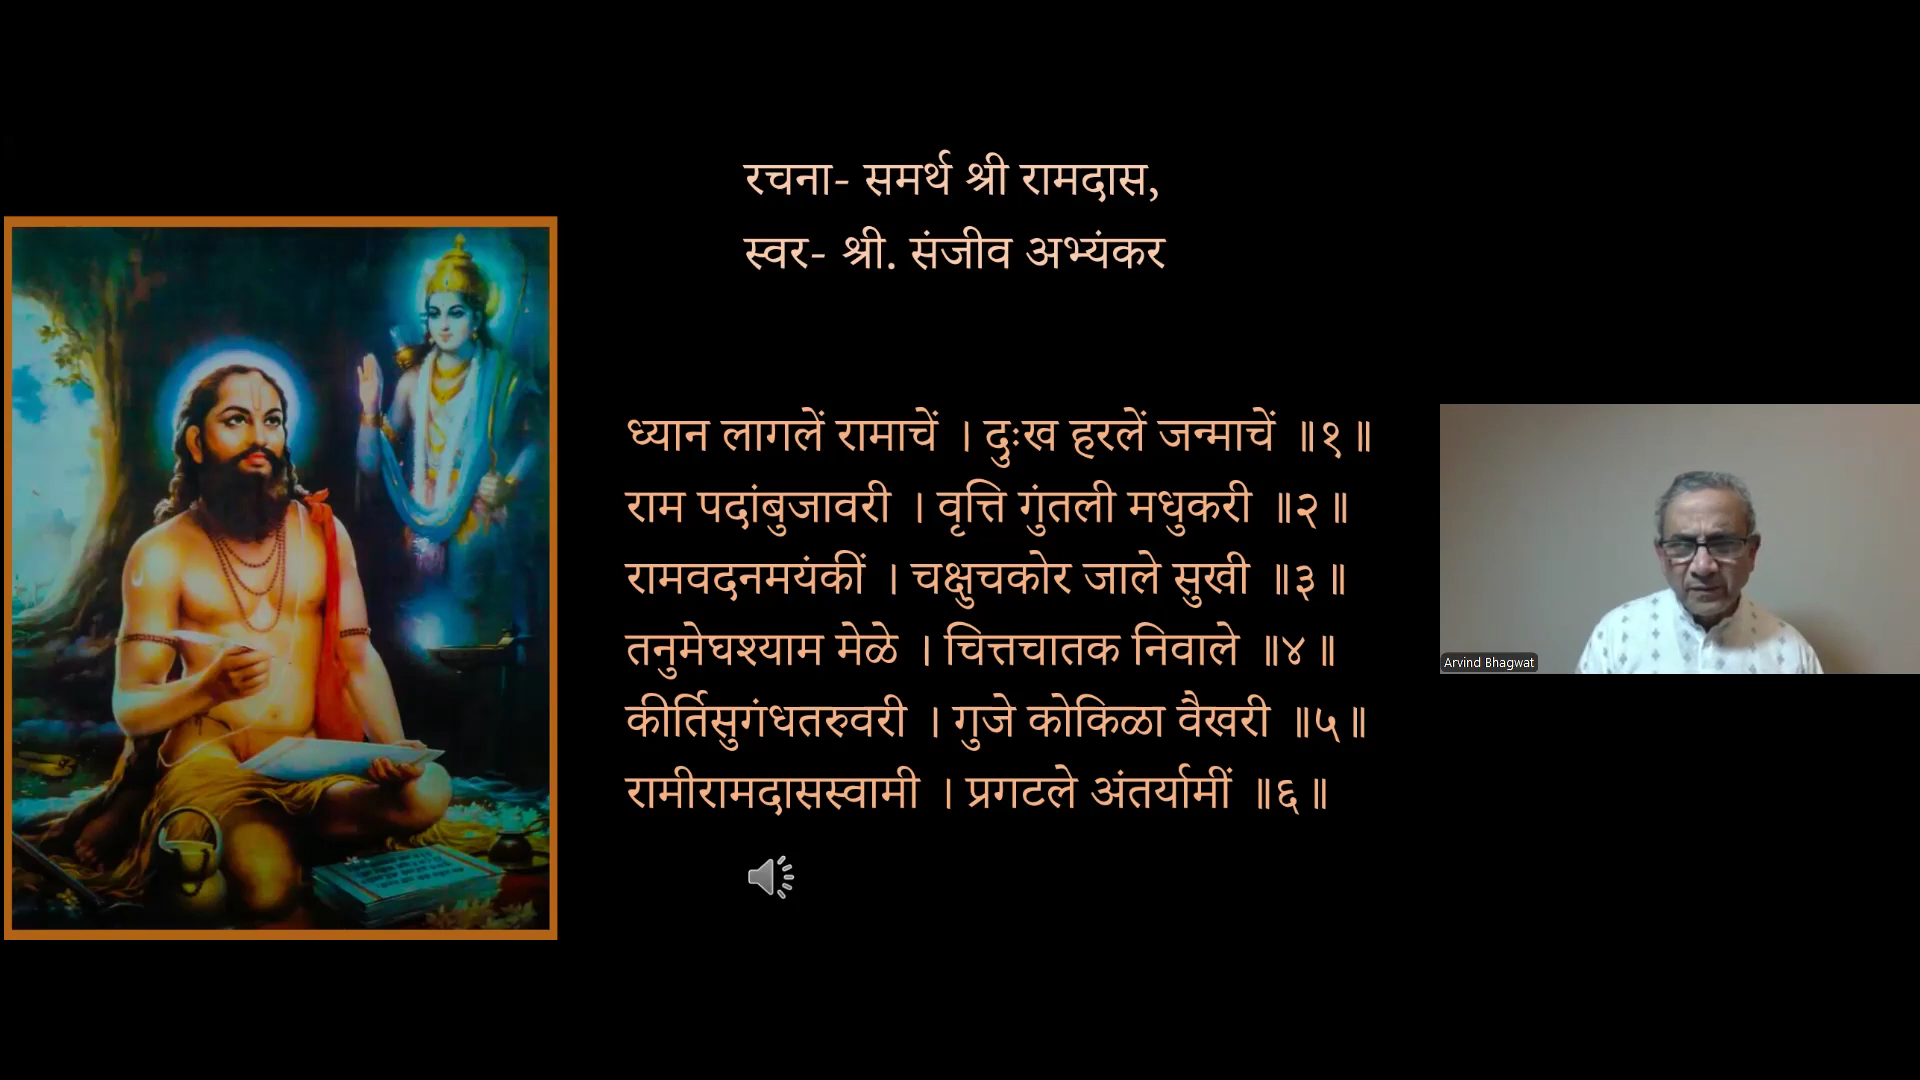 रचना- समर्थ श्री रामदास,
स्वर- श्री. संजीव अभ्यंकर
ध्यान लागलें रामाचें । दुःख हरलें जन्माचें ॥१॥
राम पदांबुजावरी । वृत्ति गुंतली मधुकरी ॥२॥
रामवदनमयंकीं । चक्षुचकोर जाले सुखी ॥३॥
तनुमेघश्याम मेळे । चित्तचातक निवाले ॥४॥
कीर्तिसुगंधतरुवरी । गुजे कोकिळा वैखरी ॥५॥
रामीरामदासस्वामी । प्रगटले अंतर्यामीं ॥६॥
Arvind Bhagwat